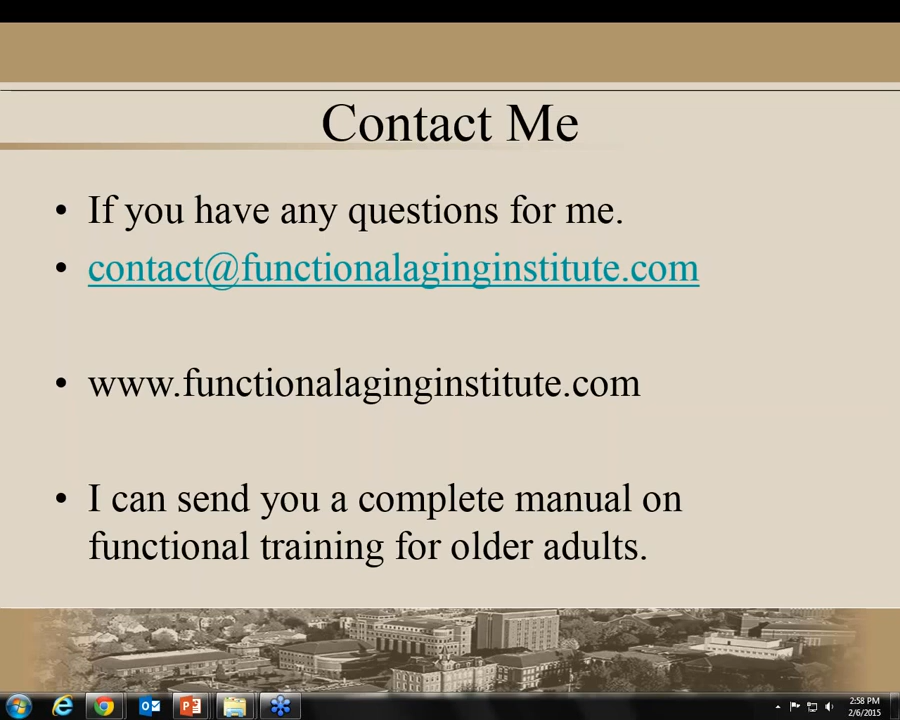 Contact Me
• If you have any questions for me.
• contact@functionalaginginstitute.com
• www.functionalaginginstitute.com
• I can send you a complete manual on
functional training for older adults.
2:58 PM
2/6/2015